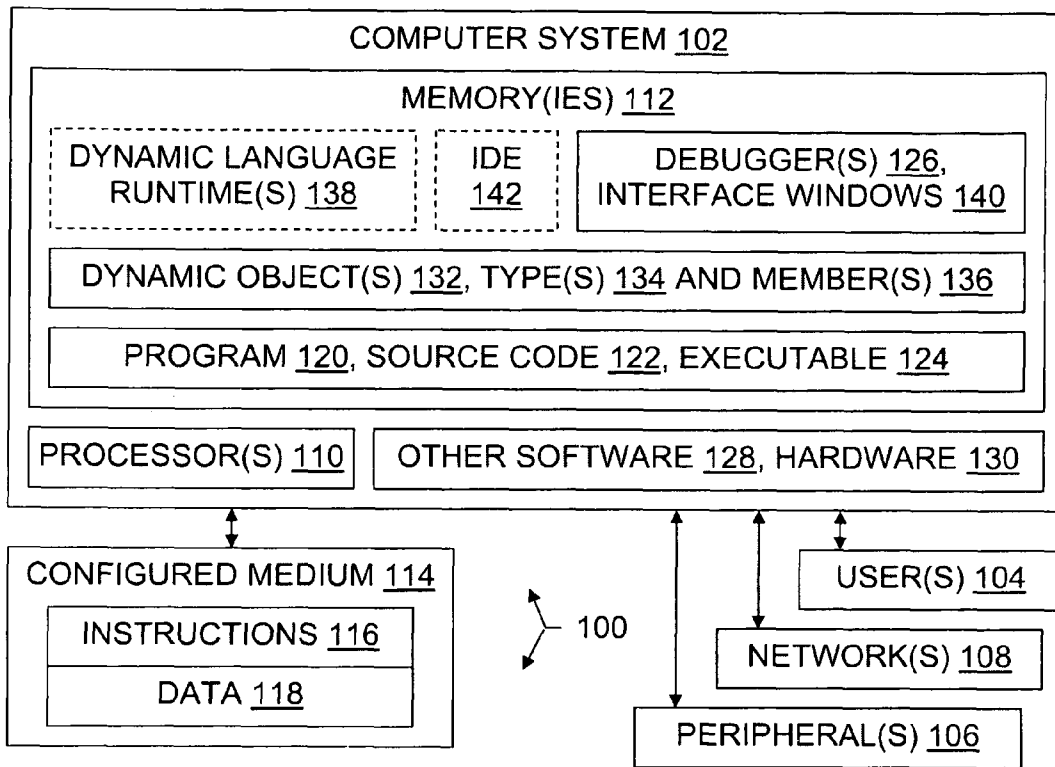 COMPUTER SYSTEM 102
MEMORY(IES) 112
DYNAMIC LANGUAGE
RUNTIME(S) 138
IDE
142
DEBUGGER(S) 126,
INTERFACE WINDOWS 140
DYNAMIC OBJECT(S) 132, TYPE(S) 134 AND MEMBER(S) 136
PROGRAM 120, SOURCE CODE 122, EXECUTABLE 124
PROCESSOR(S) 110
OTHER SOFTWARE 128, HARDWARE 130
CONFIGURED MEDIUM 114
INSTRUCTIONS 116
DATA 118
100
USER(S) 104
NETWORK(S) 108
PERIPHERAL(S) 106